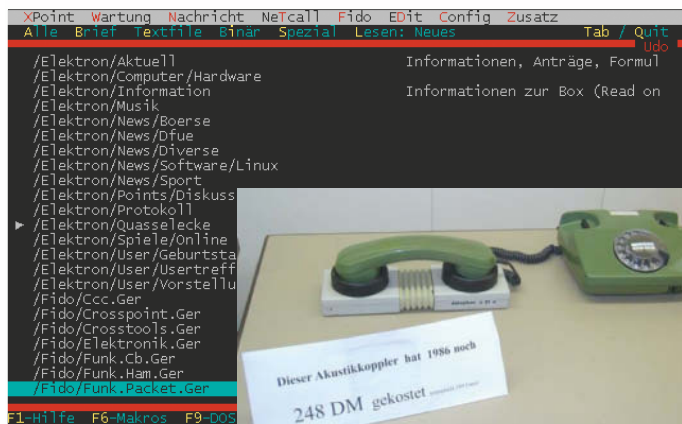 XPoint Wartung Nachricht NeTcall Fido EDit Config Zusatz
Alle Brief Textfile Binär Spezial Lesen: Neues Tab / Quit
Udo
/Elektron/Aktuell Informationen, Anträge, Formul
/Elektron/Computer/Hardware
/Elektron/Information Informationen zur Box (Read on
/Elektron/Musik
/Elektron/News/Boerse
/Elektron/News/Dfue
/Elektron/News/Diverse
/Elektron/News/Software/Linux
/Elektron/News/Sport
/Elektron/Points/Diskuss
/Elektron/Protokoll
/Elektron/Quasselecke
/Elektron/Spiele/Online
/Elektron/User/Geburtsta
/Elektron/User/Usertreff
/Elektron/User/Vorstellu
/Fido/Ccc.Ger
/Fido/Crosspoint.Ger
/Fido/Crosstools.Ger
/Fido/Elektronik.Ger
/Fido/Funk.Cb.Ger
/Fido/Funk.Ham.Ger
/Fido/Funk.Packet.Ger
F1-Hilfe F6-Makros F9-DOS
Dieser Akustikkoppler hat 1986 noch
248 DM gekostet